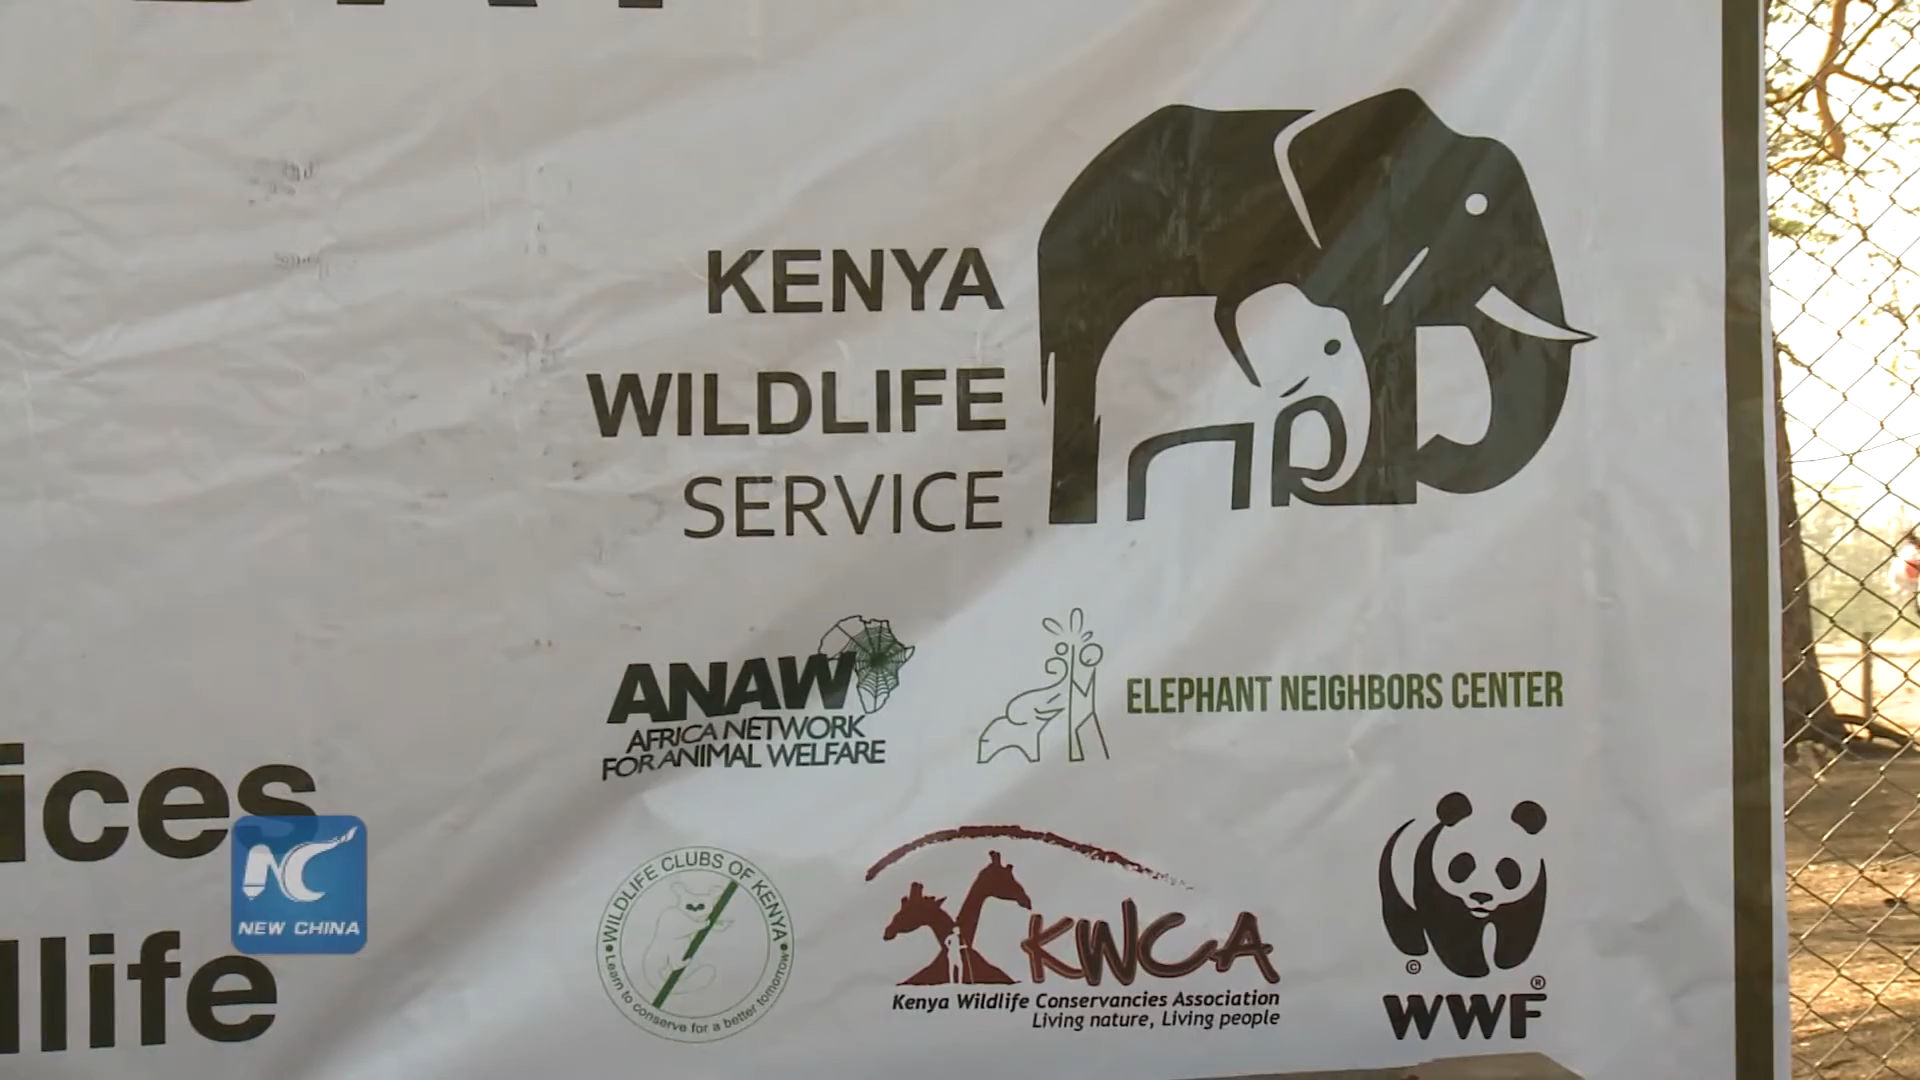 KENYA
WILDLIFE
SERVICE
ANAW
AFRICA NETWORK
FOR ANIMAL WELFARE
ELEPHANT NEIGHBORS CENTER
ices
dlife
NEW CHINA
WILDLIFE CLUBS OF KENYA
Learn to conserve for a better tomorrow
KWCA
Kenya Wildlife Conservancies Association
Living nature, Living people
©
WWF®